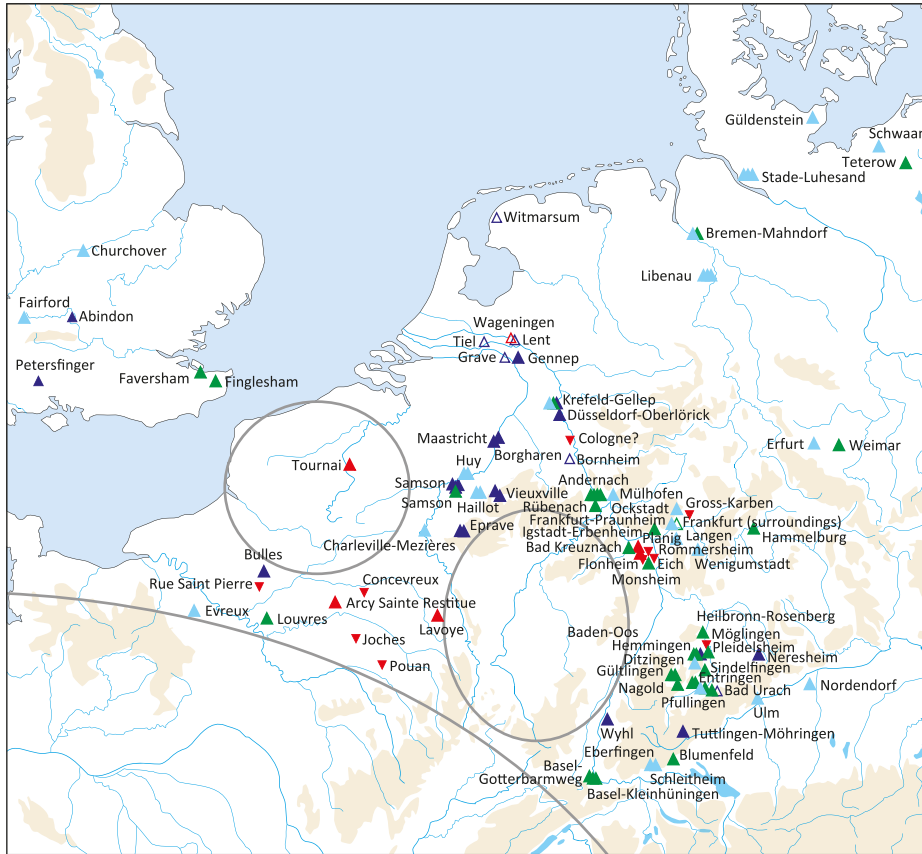 Güldenstein
Schwaan
Teterow
Stade-Luhesand
Witmarsum
Bremen-Mahndorf
Churchover
Libenau
Fairford
Abindon
Wageningen
Tiel
Lent
Grave
Gennep
Petersfinger
Faversham
Finglesham
Krefeld-Gellep
Düsseldorf-Oberlörick
Maastricht
Cologne?
Erfurt
Weimar
Borgharen
Bornheim
Tournai
Huy
Andernach
Samson
Vieuxville
Mülhofen
Samson
Haillot
Rübenach
Ockstadt
Gross-Karben
Frankfurt-Praunheim
Frankfurt (surroundings)
Eprave
Igstadt-Erbenheim
Langen
Hammelburg
Charleville-Mezières
Bad Kreuznach
Planig
Rommersheim
Bulles
Flonheim
Eich
Wenigumstadt
Monsheim
Rue Saint Pierre
Concevreux
Arcy Sainte Restitue
Evreux
Louvres
Lavoye
Heilbronn-Rosenberg
Baden-Oos
Möglingen
Joches
Hemmingen
Pleidelsheim
Ditzingen
Neresheim
Pouan
Gültlingen
Sindelfingen
Entringen
Nagold
Bad Urach
Nordendorf
Pfullingen
Ulm
Wyhl
Tuttlingen-Möhringen
Eberfingen
Blumenfeld
Basel-
Gotterbarmweg
Schleitheim
Basel-Kleinhüningen